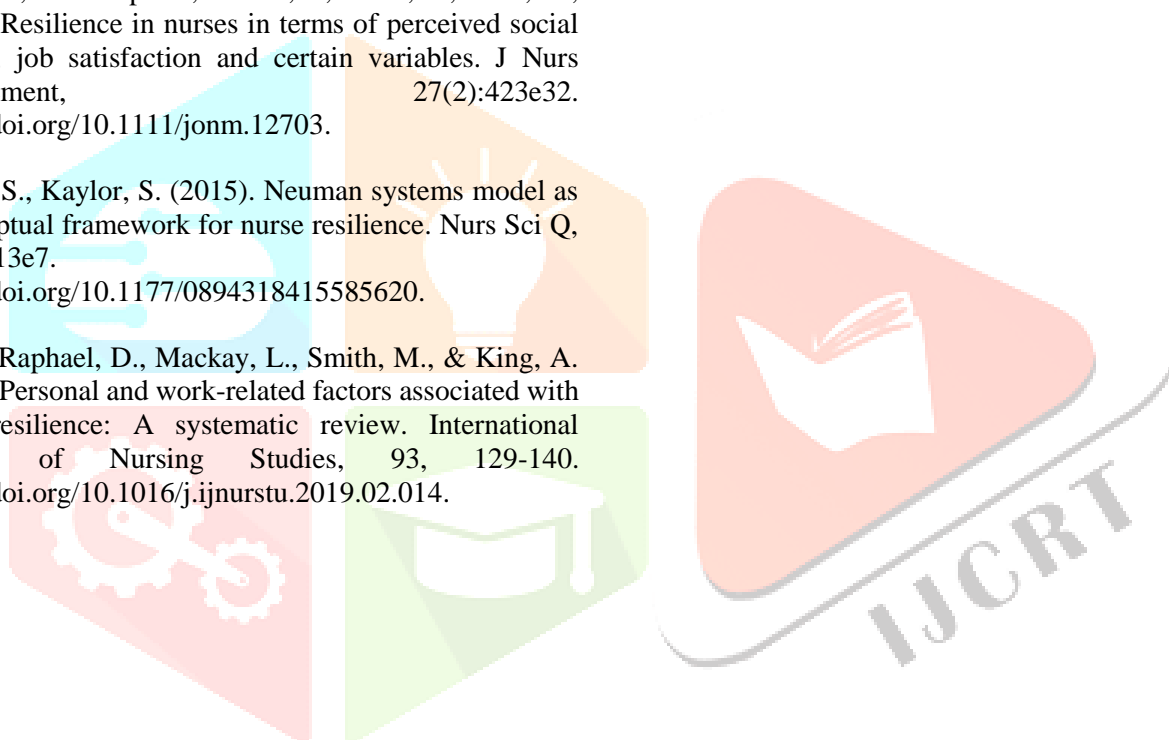 Resilience in nurses in terms of perceived social
job satisfaction and certain variables. J Nurs
ment, 27(2):423e32.
doi.org/10.1111/jonm.12703.
S., Kaylor, S. (2015). Neuman systems model as
ptual framework for nurse resilience. Nurs Sci Q,
13e7.
doi.org/10.1177/0894318415585620.
Raphael, D., Mackay, L., Smith, M., & King, A.
Personal and work-related factors associated with
resilience: A systematic review. International
of Nursing Studies, 93, 129-140.
doi.org/10.1016/j.ijnurstu.2019.02.014.
IJCRT